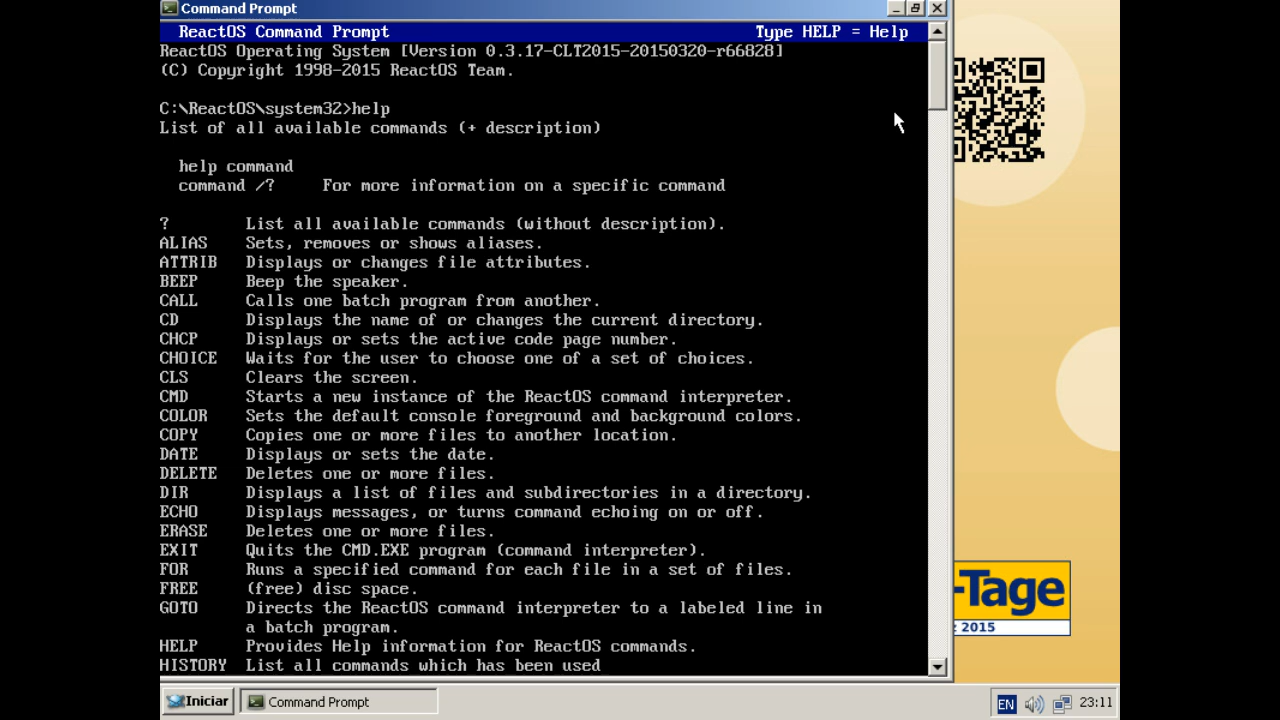 Command Prompt
ReactOS Command Prompt Type HELP = Help
ReactOS Operating System [Version 0.3.17-CLT2015-20150320-r66828]
(C) Copyright 1998-2015 ReactOS Team.
C:\ReactOS\system32>help
List of all available commands (+ description)
help command
command /? For more information on a specific command
? List all available commands (without description).
ALIAS Sets, removes or shows aliases.
ATTRIB Displays or changes file attributes.
BEEP Beep the speaker.
CALL Calls one batch program from another.
CD Displays the name of or changes the current directory.
CHCP Displays or sets the active code page number.
CHOICE Waits for the user to choose one of a set of choices.
CLS Clears the screen.
CMD Starts a new instance of the ReactOS command interpreter.
COLOR Sets the default console foreground and background colors.
COPY Copies one or more files to another location.
DATE Displays or sets the date.
DELETE Deletes one or more files.
DIR Displays a list of files and subdirectories in a directory.
ECHO Displays messages, or turns command echoing on or off.
ERASE Deletes one or more files.
EXIT Quits the CMD.EXE program (command interpreter).
FOR Runs a specified command for each file in a set of files.
FREE (free) disc space.
GOTO Directs the ReactOS command interpreter to a labeled line in
a batch program.
HELP Provides Help information for ReactOS commands.
HISTORY List all commands which has been used
-Tage
2015
Iniciar Command Prompt EN 23:11